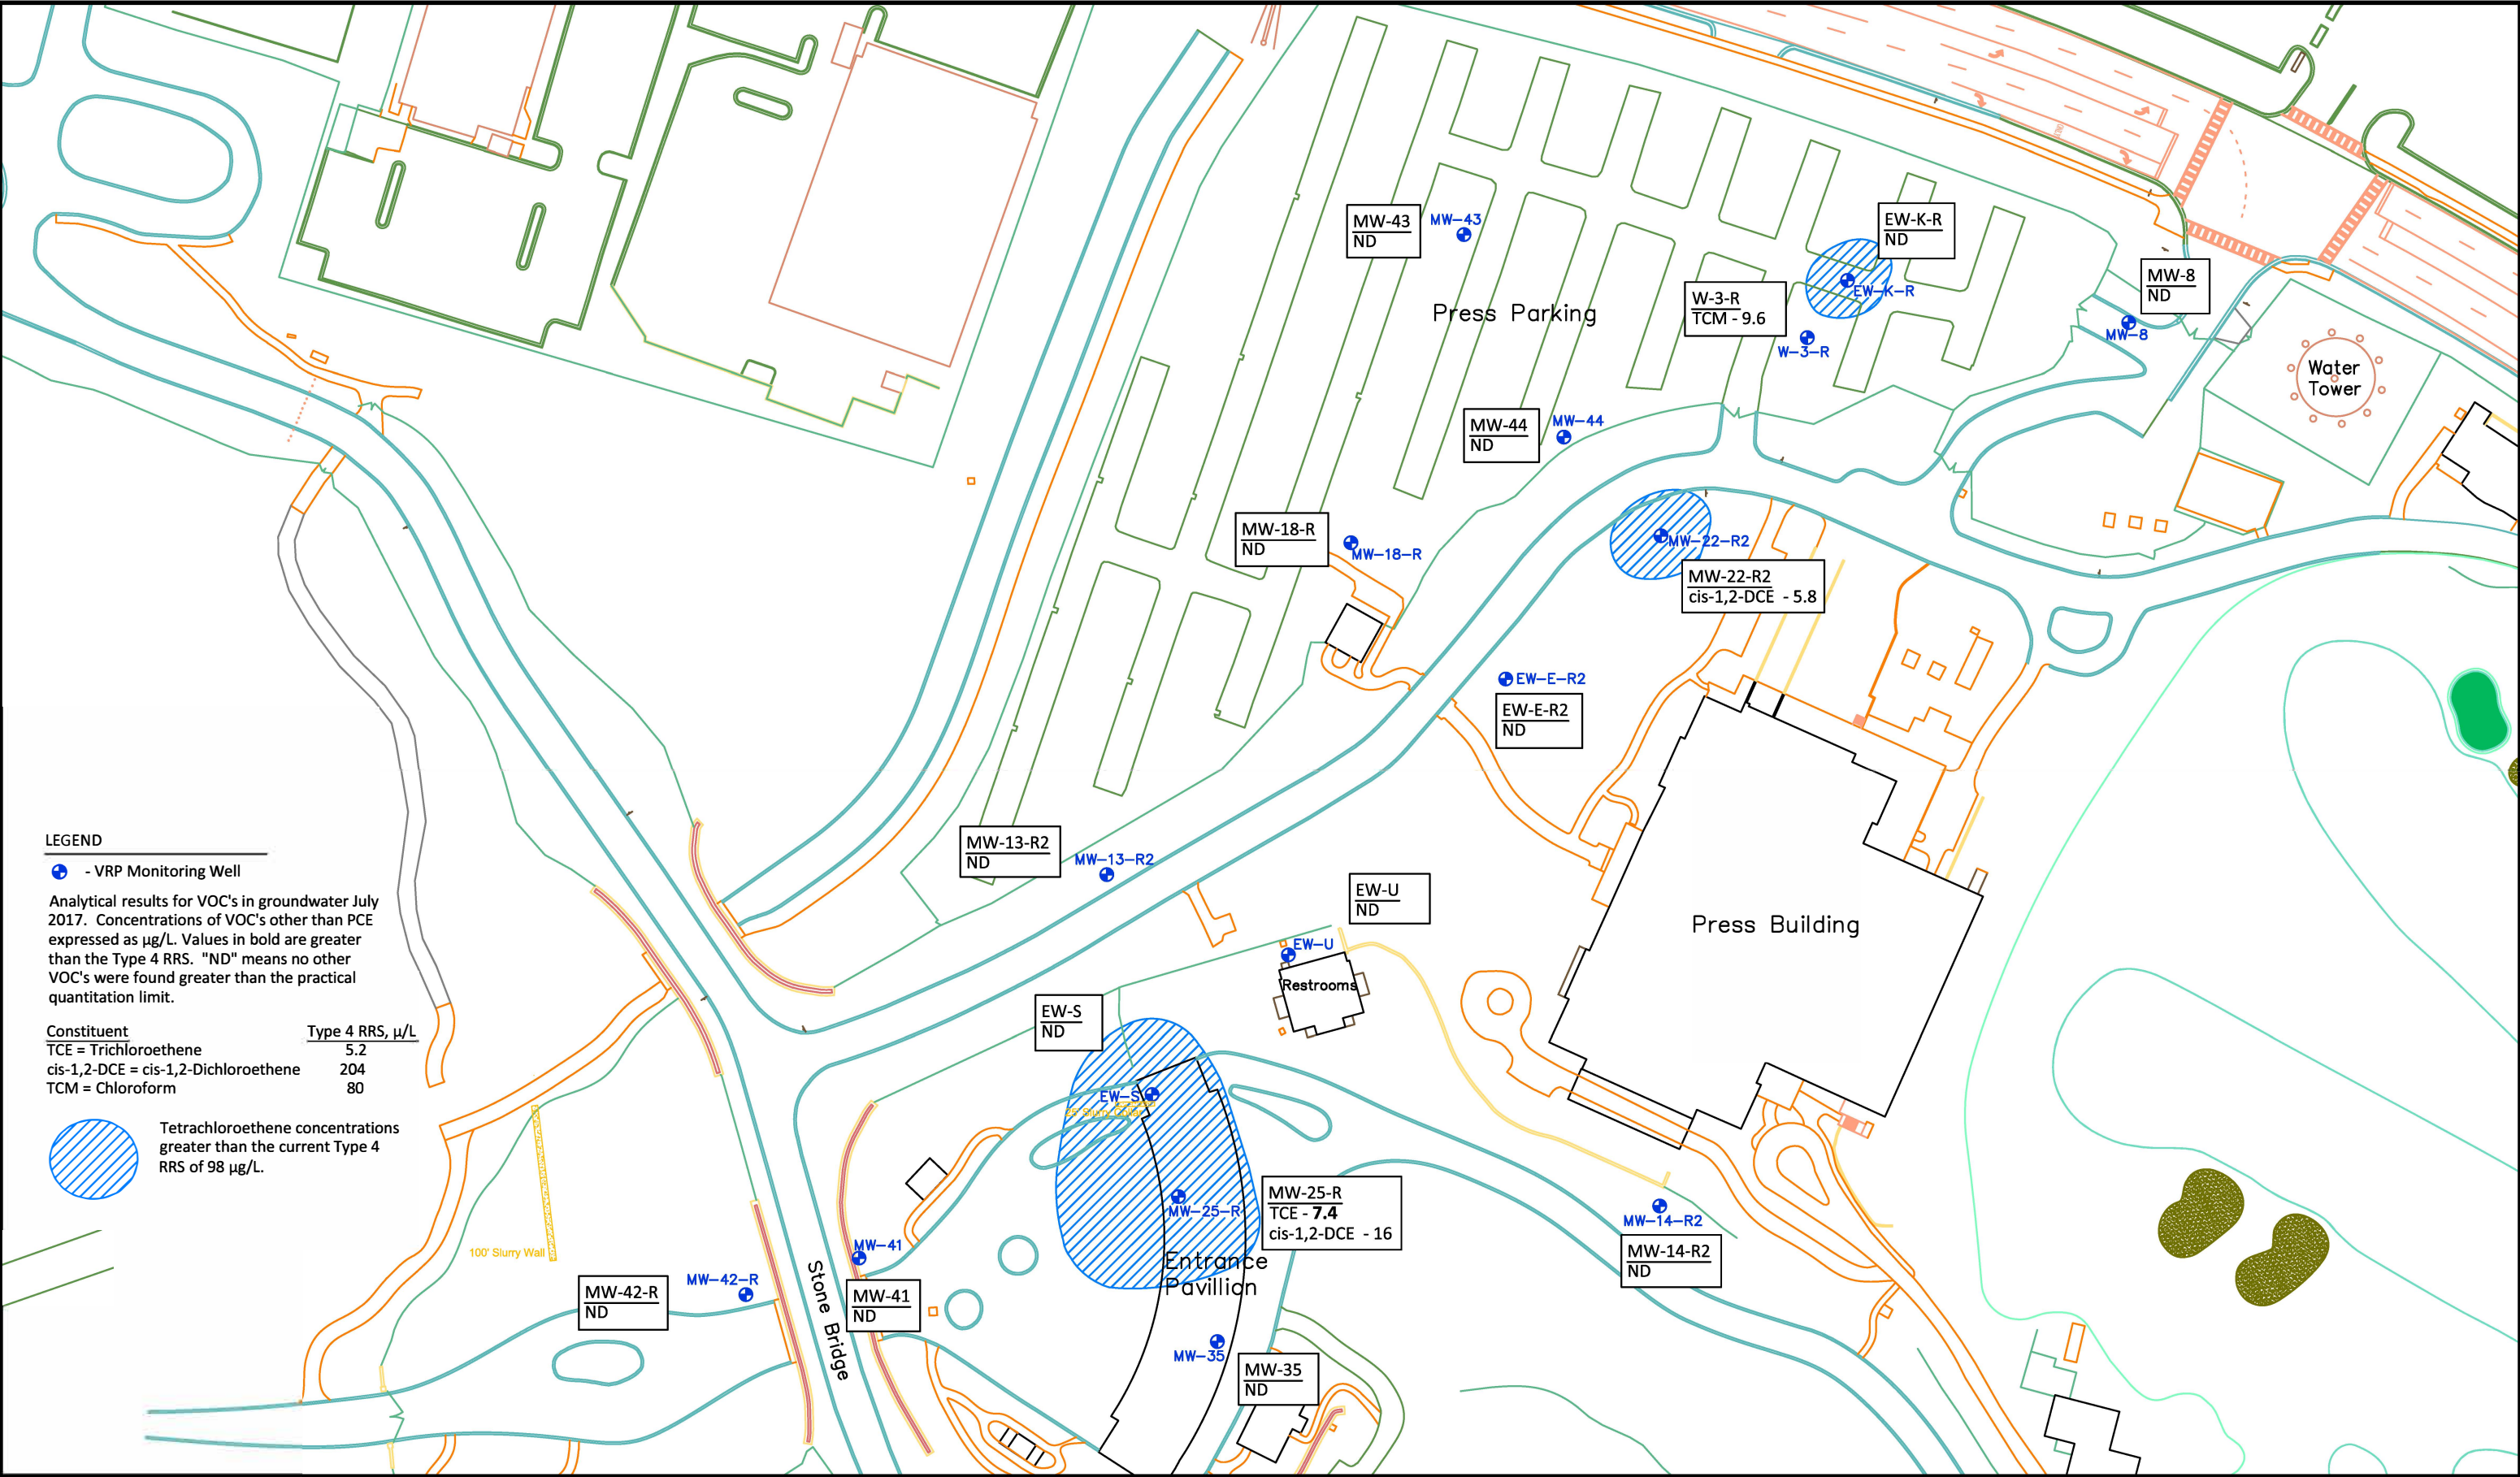 MW-43
ND
MW-43
EW-K-R
ND
EW-K-R
MW-8
ND
MW-8
W-3-R
TCM - 9.6
W-3-R
Press Parking
Water
Tower
MW-44
ND
MW-44
MW-18-R
ND
MW-18-R
MW-22-R2
MW-22-R2
cis-1,2-DCE - 5.8
EW-E-R2
EW-E-R2
ND
MW-13-R2
ND
MW-13-R2
EW-U
ND
EW-U
Restrooms
Press Building
EW-S
ND
EW-S
MW-25-R
MW-25-R
TCE - 7.4
cis-1,2-DCE - 16
Entrance
Pavillion
MW-14-R2
MW-14-R2
ND
MW-41
MW-41
ND
MW-42-R
MW-42-R
ND
Stone Bridge
MW-35
MW-35
ND
100' Slurry Wall
LEGEND
- VRP Monitoring Well
Analytical results for VOC's in groundwater July
2017. Concentrations of VOC's other than PCE
expressed as µg/L. Values in bold are greater
than the Type 4 RRS. "ND" means no other
VOC's were found greater than the practical
quantitation limit.
Constituent Type 4 RRS, µ/L
TCE = Trichloroethene 5.2
cis-1,2-DCE = cis-1,2-Dichloroethene 204
TCM = Chloroform 80
Tetrachloroethene concentrations
greater than the current Type 4
RRS of 98 µg/L.